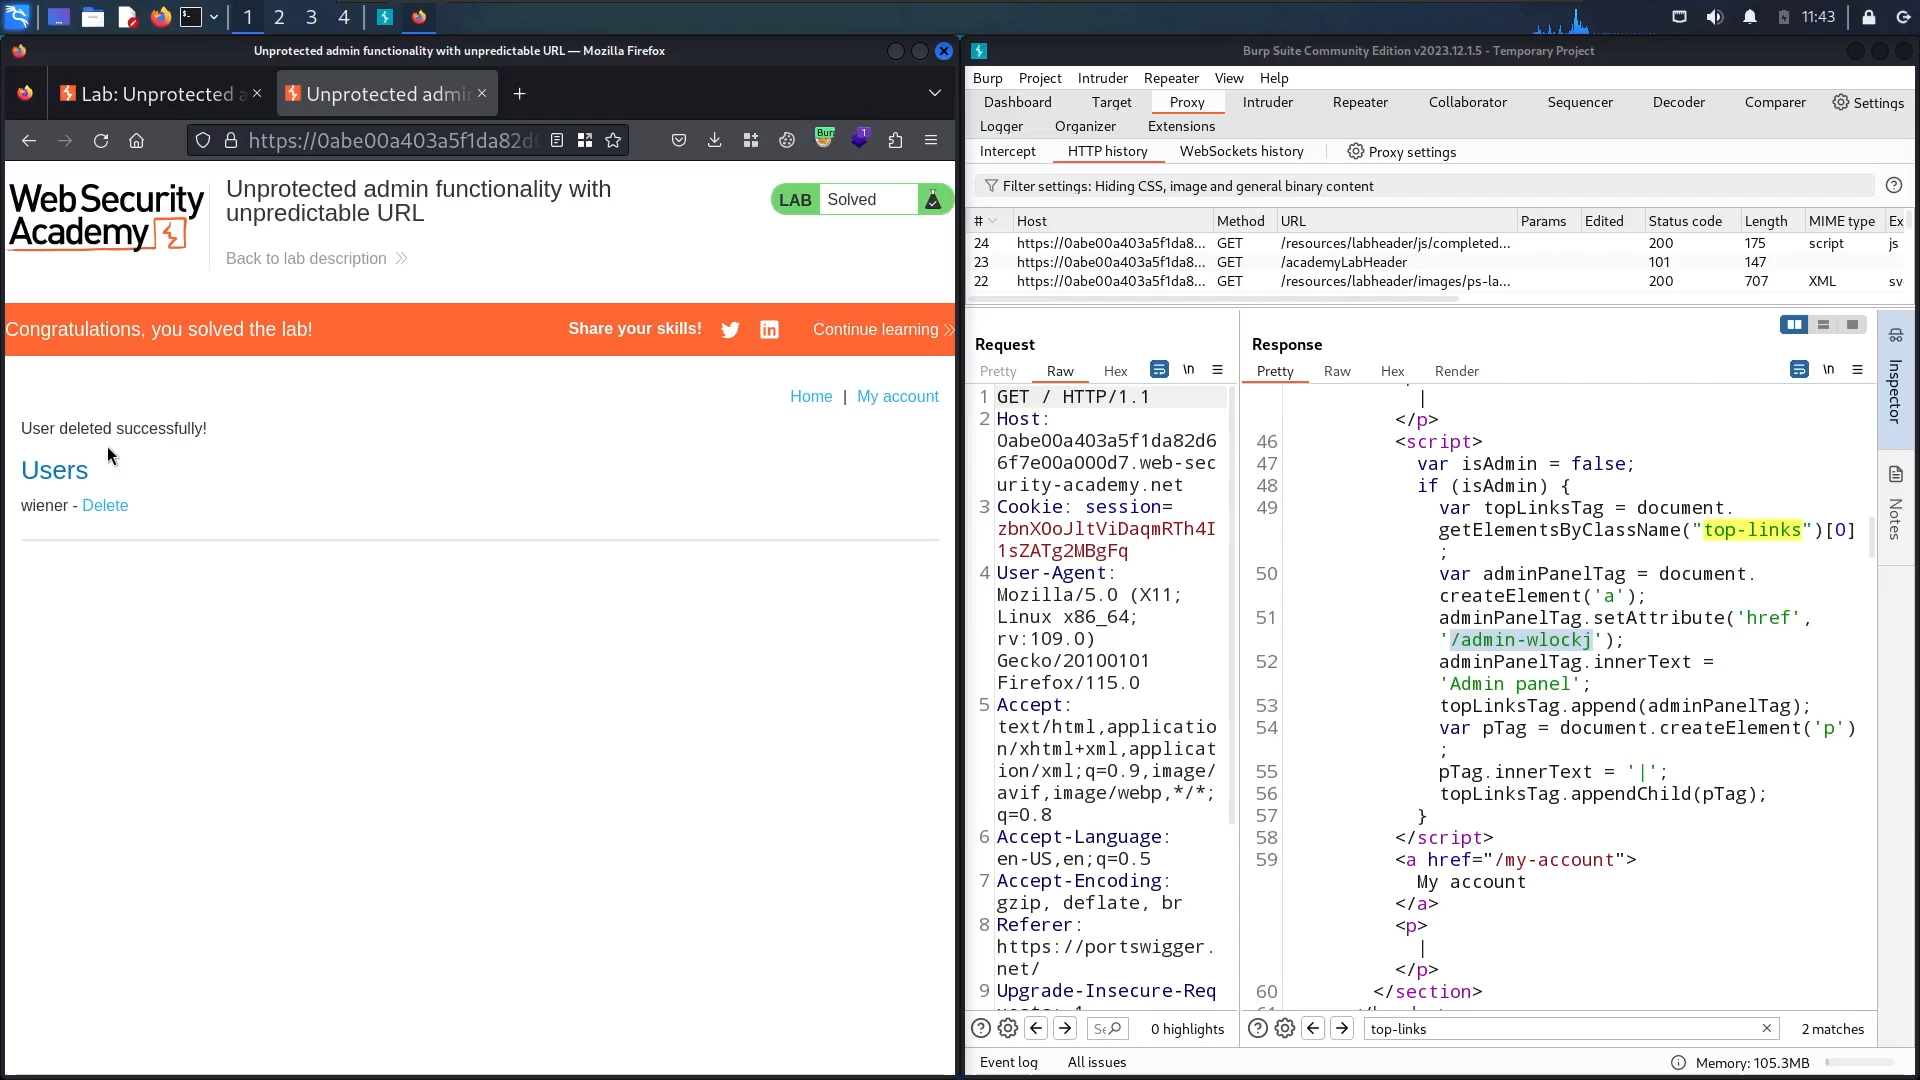 1 2 3 4
11:43
Unprotected admin functionality with unpredictable URL — Mozilla Firefox
Lab: Unprotected a
Unprotected admin
https://0abe00a403a5f1da82d
Bur
1
Web Security
Academy
Unprotected admin functionality with
unpredictable URL
Back to lab description
LAB Solved
Congratulations, you solved the lab!
Share your skills!
Continue learning
Home | My account
User deleted successfully!
Users
wiener - Delete
Burp Suite Community Edition v2023.12.1.5 - Temporary Project
Burp Project Intruder Repeater View Help
Dashboard Target Proxy Intruder Repeater Collaborator Sequencer Decoder Comparer Settings
Logger Organizer Extensions
Intercept HTTP history WebSockets history Proxy settings
Filter settings: Hiding CSS, image and general binary content
# Host Method URL Params Edited Status code Length MIME type Ex
24 https://0abe00a403a5f1da8... GET /resources/labheader/js/completed... 200 175 script js
23 https://0abe00a403a5f1da8... GET /academyLabHeader 101 147
22 https://0abe00a403a5f1da8... GET /resources/labheader/images/ps-la... 200 707 XML sv
Request
Pretty Raw Hex \n
1 GET / HTTP/1.1
2 Host:
0abe00a403a5f1da82d6
6f7e00a000d7.web-sec
urity-academy.net
3 Cookie: session=
zbnXOoJltViDaqmRTh4I
1sZATg2MBgFq
4 User-Agent:
Mozilla/5.0 (X11;
Linux x86_64;
rv:109.0)
Gecko/20100101
Firefox/115.0
5 Accept:
text/html,applicatio
n/xhtml+xml,applicat
ion/xml;q=0.9,image/
avif,image/webp,*/*;
q=0.8
6 Accept-Language:
en-US,en;q=0.5
7 Accept-Encoding:
gzip, deflate, br
8 Referer:
https://portswigger.
net/
9 Upgrade-Insecure-Req
0 highlights
Response
Pretty Raw Hex Render \n
|
</p>
46 <script>
47 var isAdmin = false;
48 if (isAdmin) {
49 var topLinksTag = document.
getElementsByClassName("top-links")[0]
;
50 var adminPanelTag = document.
createElement('a');
51 adminPanelTag.setAttribute('href',
'/admin-wlockj');
52 adminPanelTag.innerText =
'Admin panel';
53 topLinksTag.append(adminPanelTag);
54 var pTag = document.createElement('p')
;
55 pTag.innerText = '|';
56 topLinksTag.appendChild(pTag);
57 }
58 </script>
59 <a href="/my-account">
My account
</a>
<p>
|
</p>
60 </section>
top-links
2 matches
Inspector
Notes
Event log All issues
Memory: 105.3MB